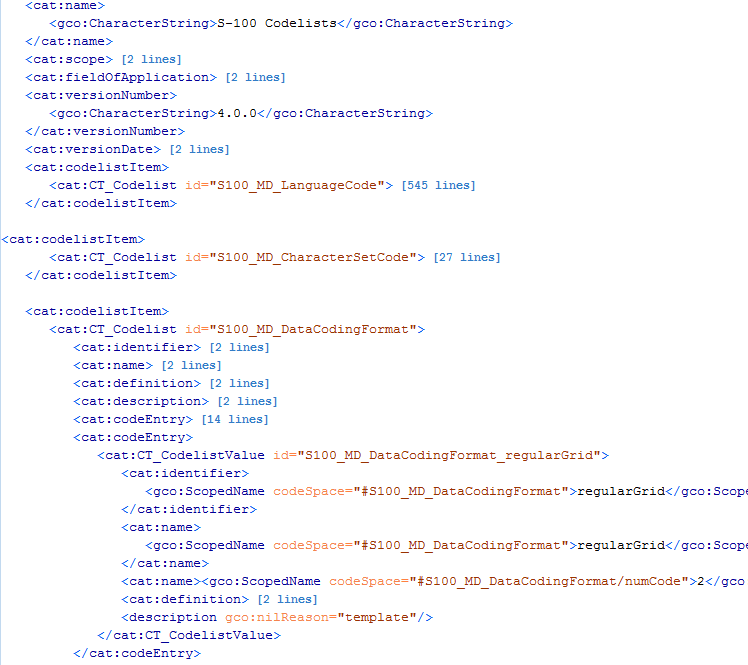 <cat:name>
<gco:CharacterString>S-100 Codelists</gco:CharacterString>
</cat:name>
<cat:scope> [2 lines]
<cat:fieldOfApplication> [2 lines]
<cat:versionNumber>
<gco:CharacterString>4.0.0</gco:CharacterString>
</cat:versionNumber>
<cat:versionDate> [2 lines]
<cat:codelistItem>
<cat:CT_Codelist id="S100_MD_LanguageCode"> [545 lines]
</cat:codelistItem>
<cat:codelistItem>
<cat:CT_Codelist id="S100_MD_CharacterSetCode"> [27 lines]
</cat:codelistItem>
<cat:codelistItem>
<cat:CT_Codelist id="S100_MD_DataCodingFormat">
<cat:identifier> [2 lines]
<cat:name> [2 lines]
<cat:definition> [2 lines]
<cat:description> [2 lines]
<cat:codeEntry> [14 lines]
<cat:codeEntry>
<cat:CT_CodelistValue id="S100_MD_DataCodingFormat_regularGrid">
<cat:identifier>
<gco:ScopedName codeSpace="#S100_MD_DataCodingFormat">regularGrid</gco:Scope
</cat:identifier>
<cat:name>
<gco:ScopedName codeSpace="#S100_MD_DataCodingFormat">regularGrid</gco:Scope
</cat:name>
<cat:name><gco:ScopedName codeSpace="#S100_MD_DataCodingFormat/numCode">2</gco
<cat:definition> [2 lines]
<description gco:nilReason="template"/>
</cat:CT_CodelistValue>
</cat:codeEntry>